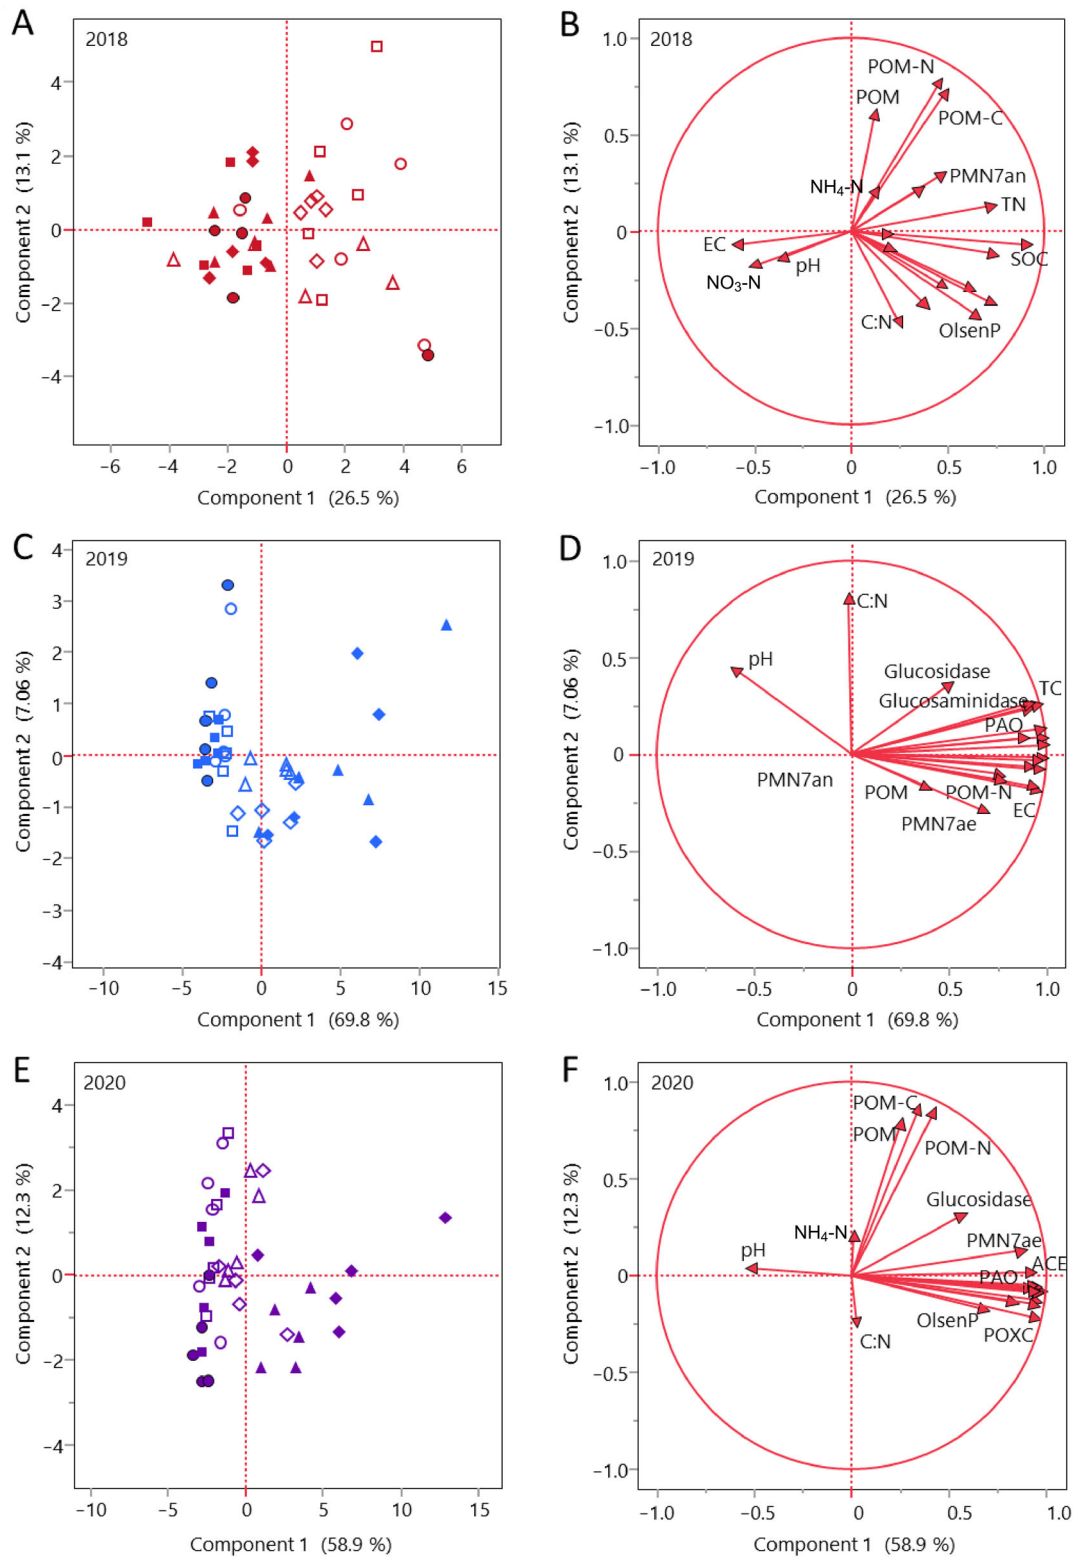 A
2018
4
2
0
−2
−4
Component 2 (13.1 %)
−6
−4
−2
0
2
4
6
Component 1 (26.5 %)
B
2018
1.0
0.5
0
−0.5
−1.0
Component 2 (13.1 %)
POM-N
POM
POM-C
NH4-N
PMN7an
TN
EC
SOC
NO3-N
pH
C:N
OlsenP
−1.0
−0.5
0
0.5
1.0
Component 1 (26.5 %)
C
2019
4
3
2
1
0
−1
−2
−3
−4
Component 2 (7.06 %)
−10
−5
0
5
10
15
Component 1 (69.8 %)
D
2019
1.0
0.5
0
−0.5
−1.0
Component 2 (7.06 %)
C:N
pH
Glucosidase
TC
Glucosaminidase
PAO
PMN7an
POM
POM-N
EC
PMN7ae
−1.0
−0.5
0
0.5
1.0
Component 1 (69.8 %)
E
2020
4
2
0
−2
−4
Component 2 (12.3 %)
−10
−5
0
5
10
15
Component 1 (58.9 %)
F
2020
1.0
0.5
0
−0.5
−1.0
Component 2 (12.3 %)
POM-C
POM
POM-N
Glucosidase
NH4-N
PMN7ae
pH
ACE
PAO
OlsenP
POXC
C:N
−1.0
−0.5
0
0.5
1.0
Component 1 (58.9 %)